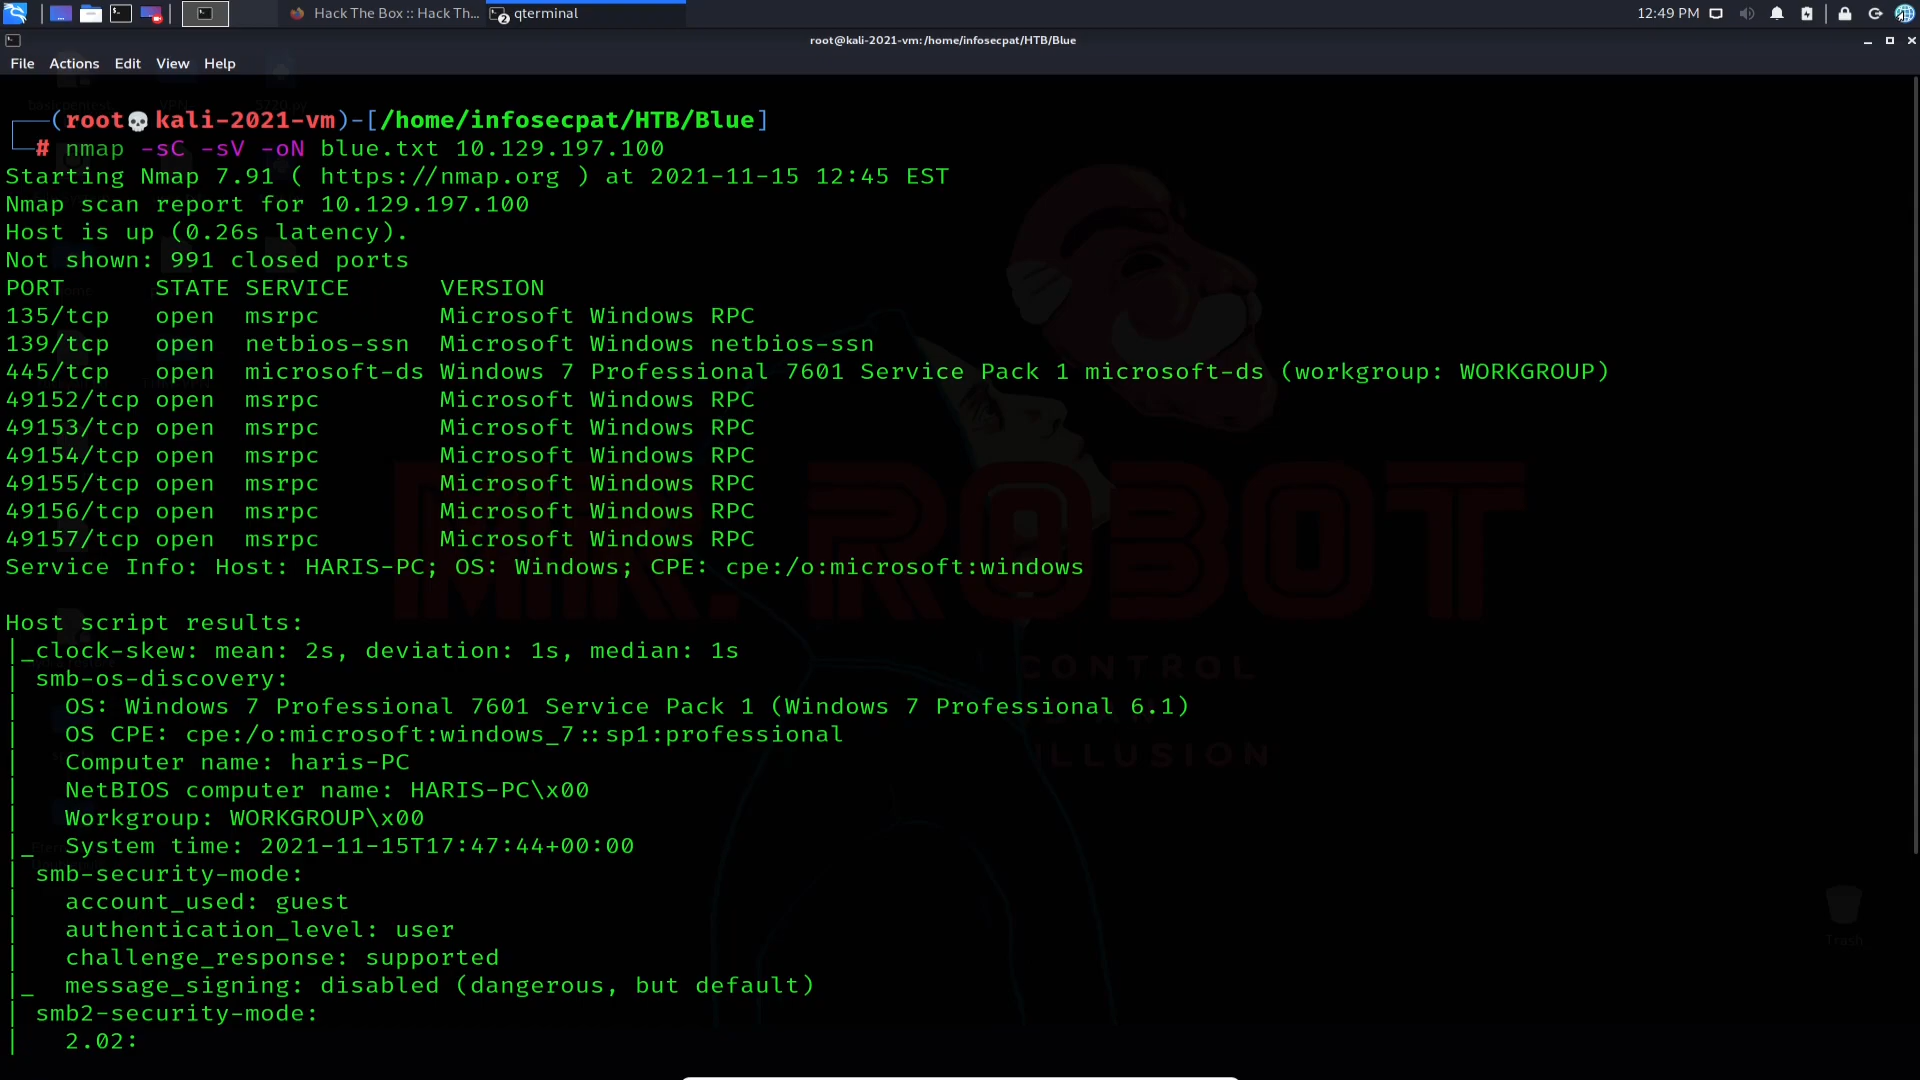 Hack The Box :: Hack Th...
qterminal
12:49 PM
root@kali-2021-vm:/home/infosecpat/HTB/Blue
File Actions Edit View Help
(root💀kali-2021-vm)-[/home/infosecpat/HTB/Blue]
# nmap -sC -sV -oN blue.txt 10.129.197.100
Starting Nmap 7.91 ( https://nmap.org ) at 2021-11-15 12:45 EST
Nmap scan report for 10.129.197.100
Host is up (0.26s latency).
Not shown: 991 closed ports
PORT STATE SERVICE VERSION
135/tcp open msrpc Microsoft Windows RPC
139/tcp open netbios-ssn Microsoft Windows netbios-ssn
445/tcp open microsoft-ds Windows 7 Professional 7601 Service Pack 1 microsoft-ds (workgroup: WORKGROUP)
49152/tcp open msrpc Microsoft Windows RPC
49153/tcp open msrpc Microsoft Windows RPC
49154/tcp open msrpc Microsoft Windows RPC
49155/tcp open msrpc Microsoft Windows RPC
49156/tcp open msrpc Microsoft Windows RPC
49157/tcp open msrpc Microsoft Windows RPC
Service Info: Host: HARIS-PC; OS: Windows; CPE: cpe:/o:microsoft:windows
Host script results:
|_clock-skew: mean: 2s, deviation: 1s, median: 1s
| smb-os-discovery:
|   OS: Windows 7 Professional 7601 Service Pack 1 (Windows 7 Professional 6.1)
|   OS CPE: cpe:/o:microsoft:windows_7::sp1:professional
|   Computer name: haris-PC
|   NetBIOS computer name: HARIS-PC\x00
|   Workgroup: WORKGROUP\x00
|_  System time: 2021-11-15T17:47:44+00:00
| smb-security-mode:
|   account_used: guest
|   authentication_level: user
|   challenge_response: supported
|_  message_signing: disabled (dangerous, but default)
| smb2-security-mode:
|   2.02:
MR. ROBOT
CONTROL
ILLUSION
Trash